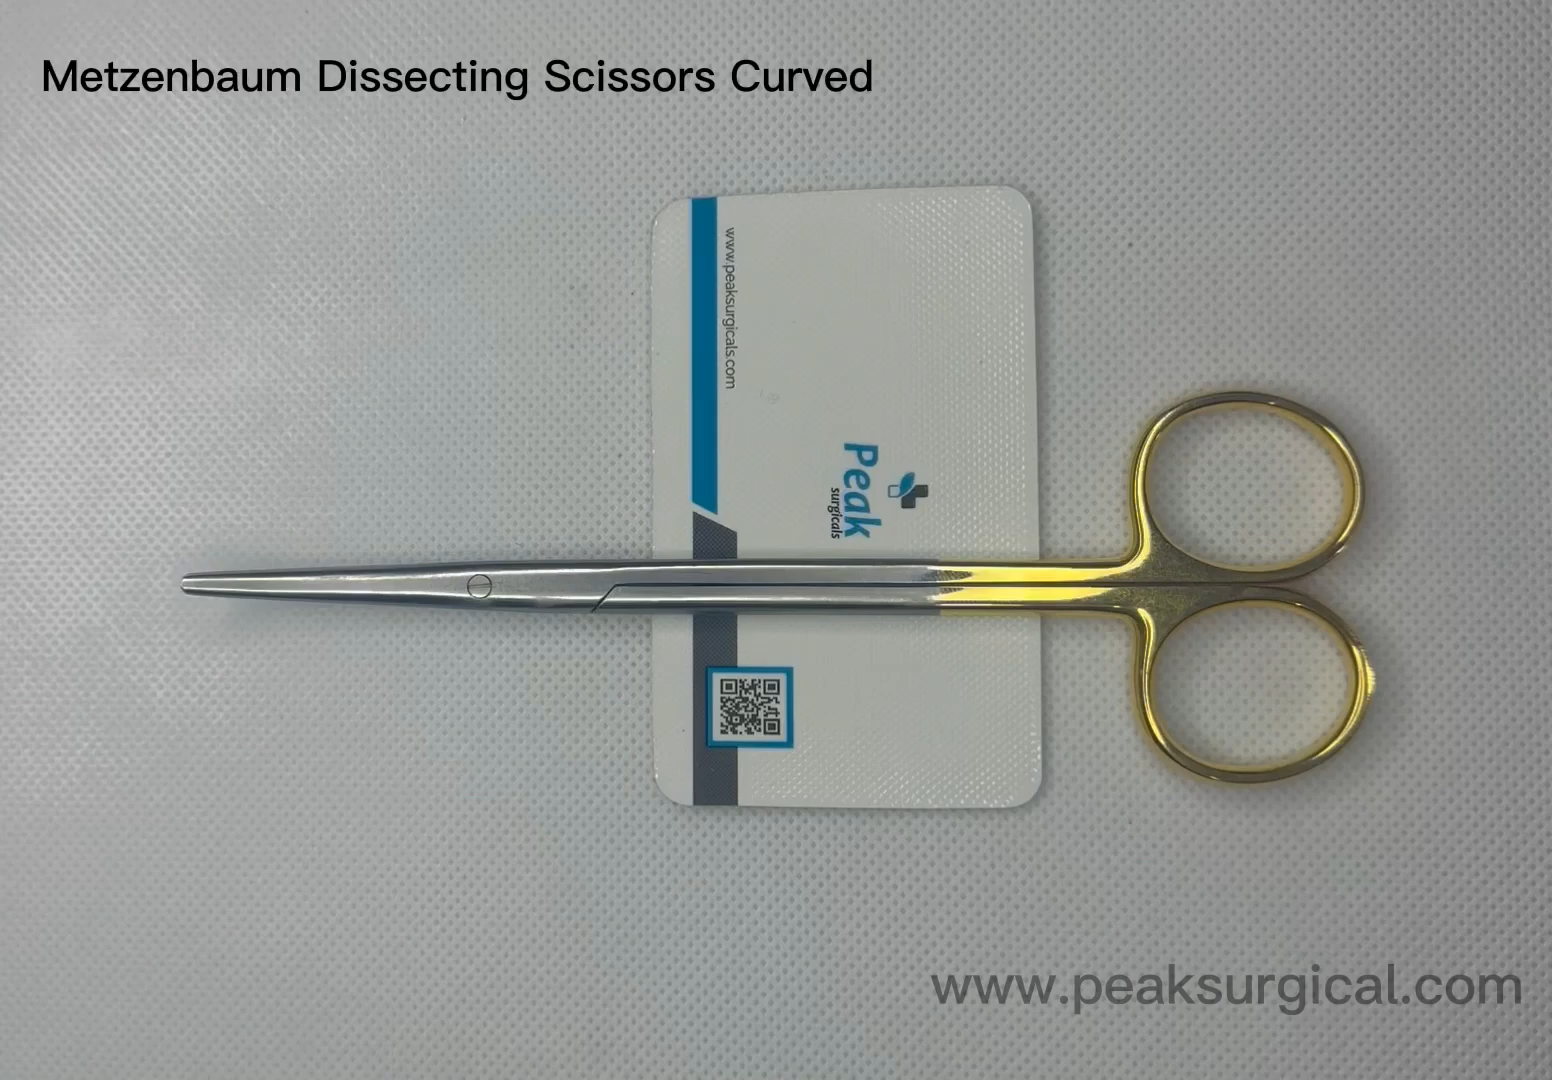 Metzenbaum Dissecting Scissors Curved
www.peaksurgicals.com
Peak
surgicals
www.peaksurgical.com